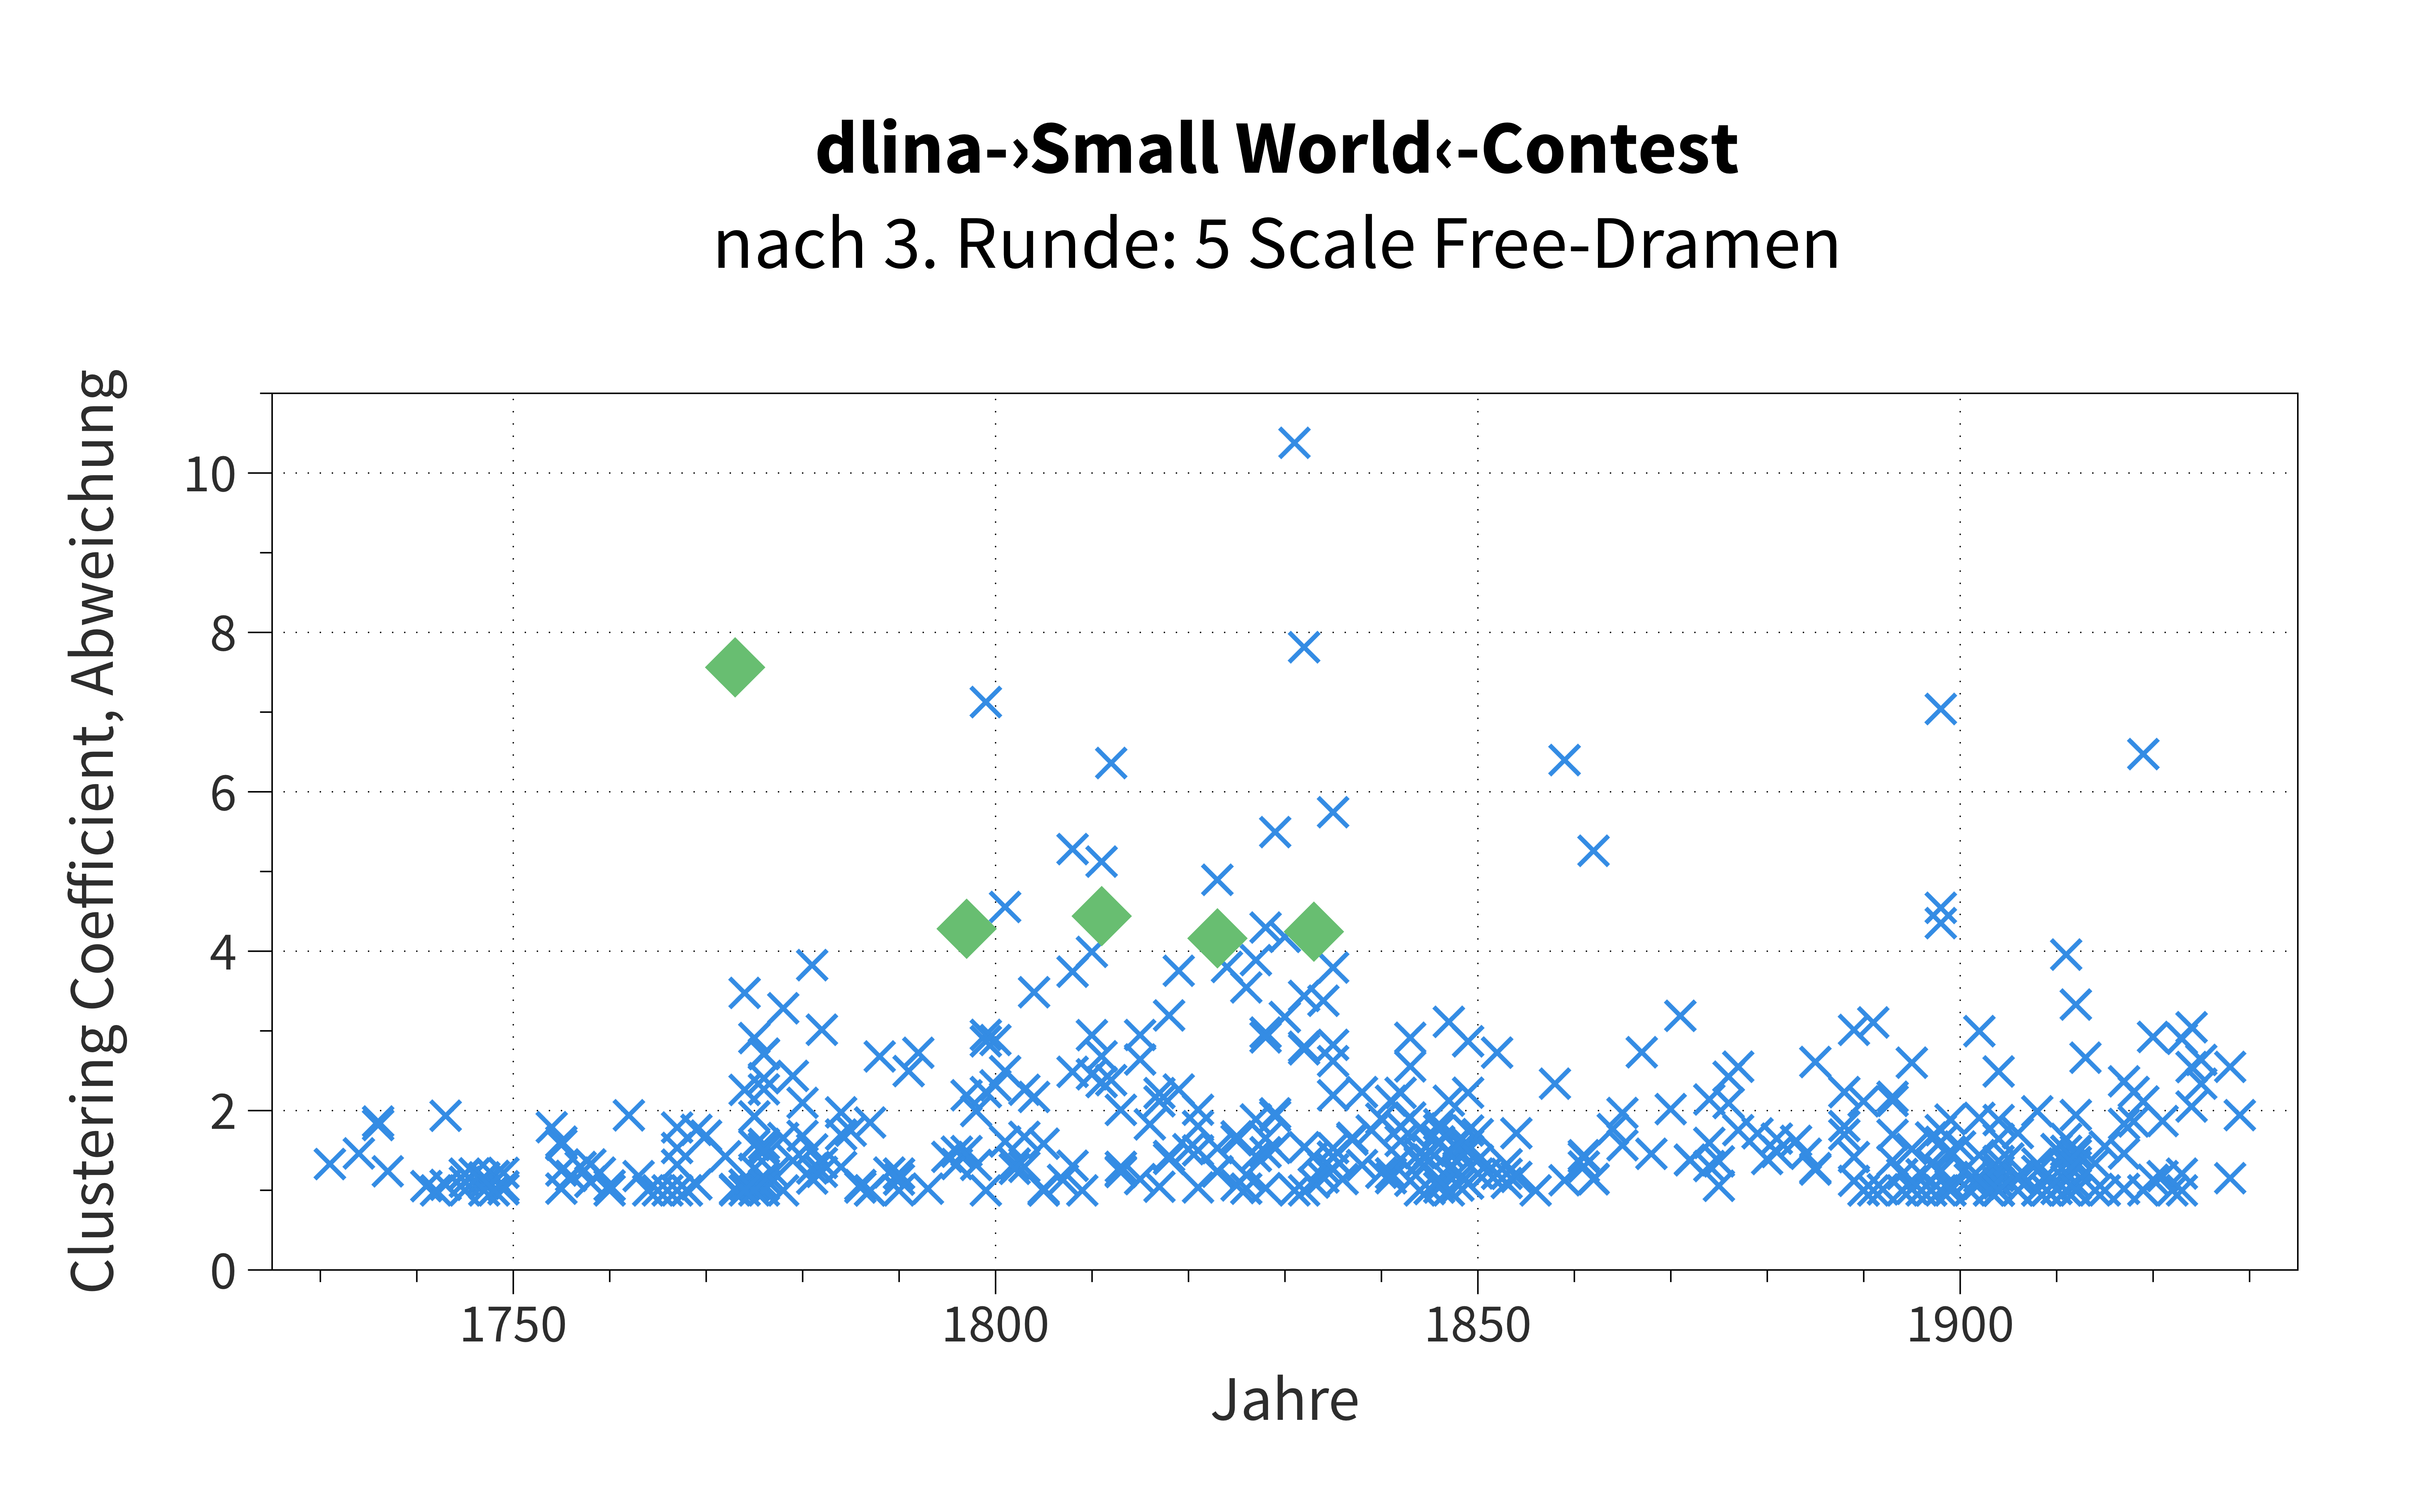 dlina-›Small World‹-Contest
nach 3. Runde: 5 Scale Free-Dramen
Clustering Coefficient, Abweichung
10
8
6
4
2
0
1750
1800
1850
1900
Jahre